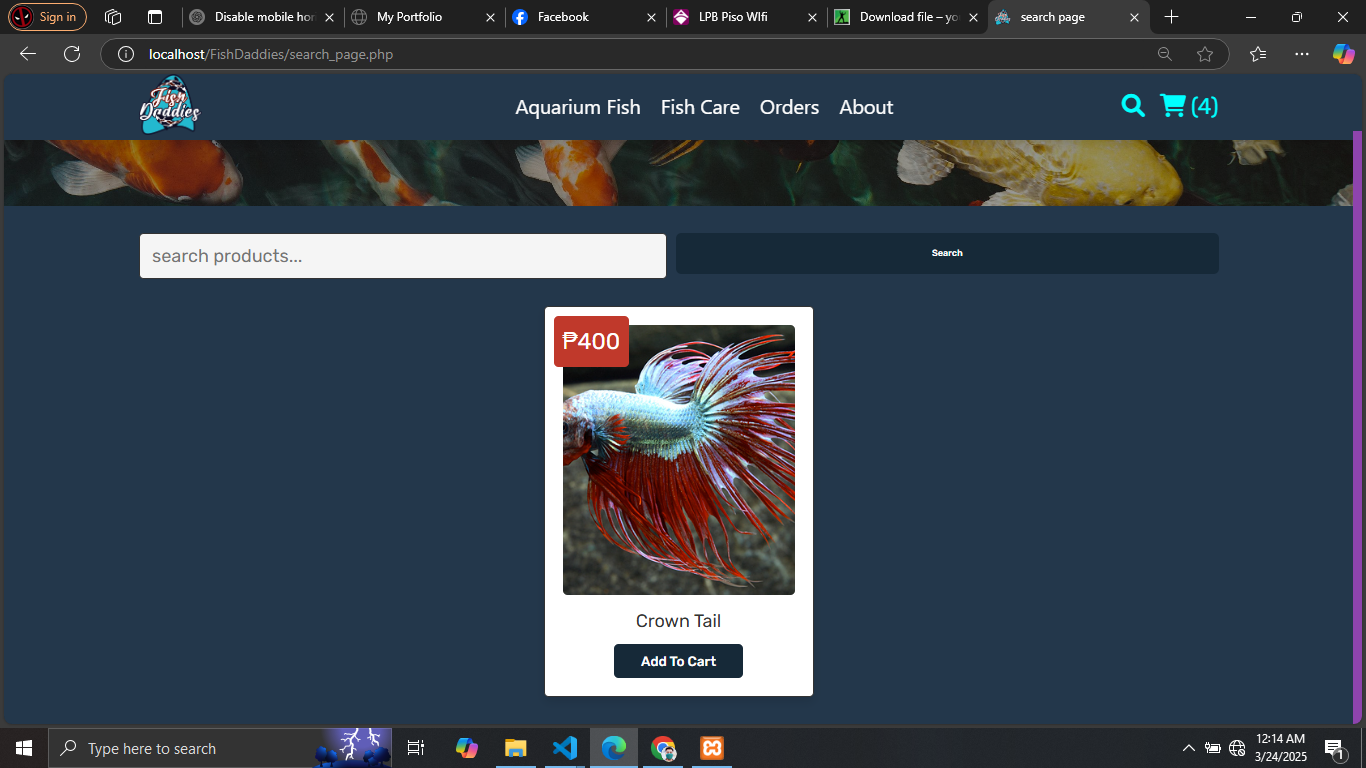 Sign in
Disable mobile hor
My Portfolio
Facebook
LPB Piso WIfi
Download file – yo
search page
localhost/FishDaddies/search_page.php
Fish Daddies
Aquarium Fish
Fish Care
Orders
About
(4)
search products...
Search
₱400
Crown Tail
Add To Cart
Type here to search
12:14 AM
3/24/2025
1